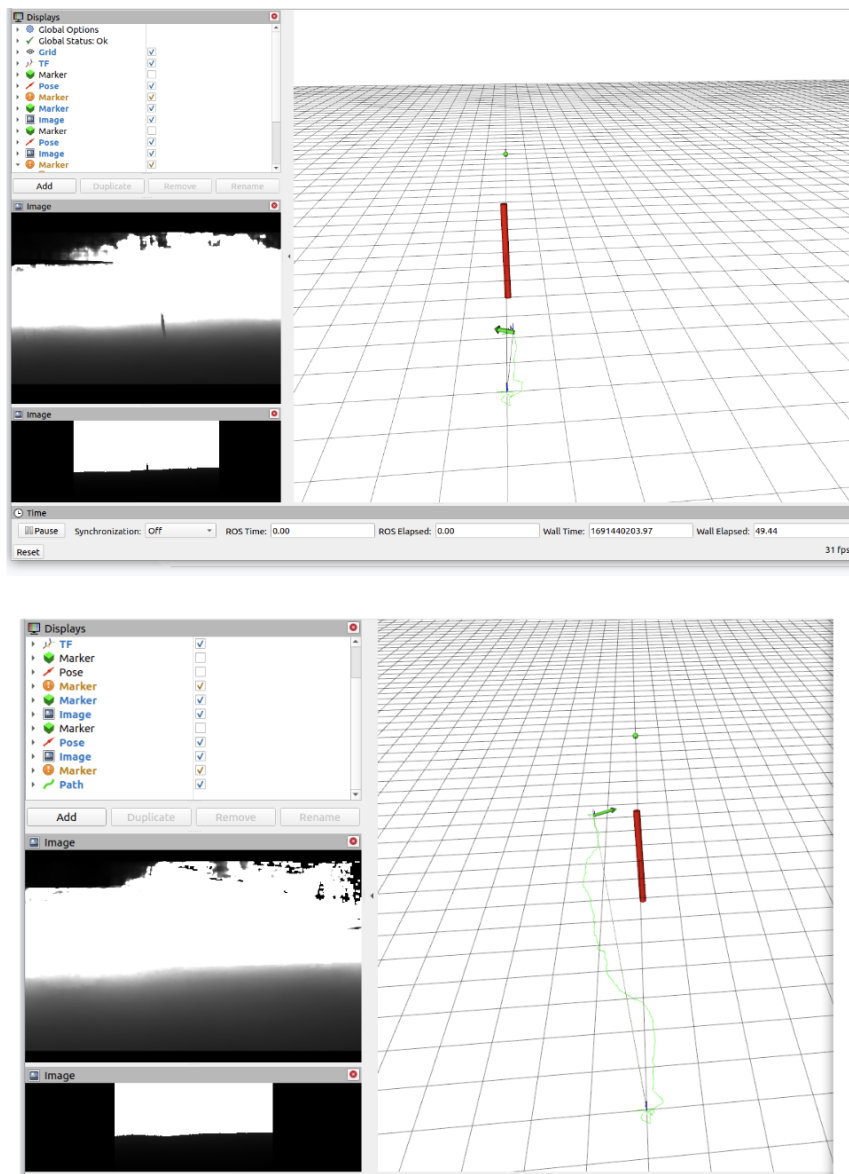 Displays
Global Options
Global Status: Ok
Grid
TF
Marker
Pose
Marker
Marker
Image
Marker
Pose
Image
Marker
Add Duplicate Remove Rename
Image
Image
Time
Pause Synchronization: Off ROS Time: 0.00 ROS Elapsed: 0.00 Wall Time: 1691440203.97 Wall Elapsed: 49.44
Reset 31 fps
Displays
TF
Marker
Pose
Marker
Marker
Image
Marker
Pose
Image
Marker
Path
Add Duplicate Remove Rename
Image
Image